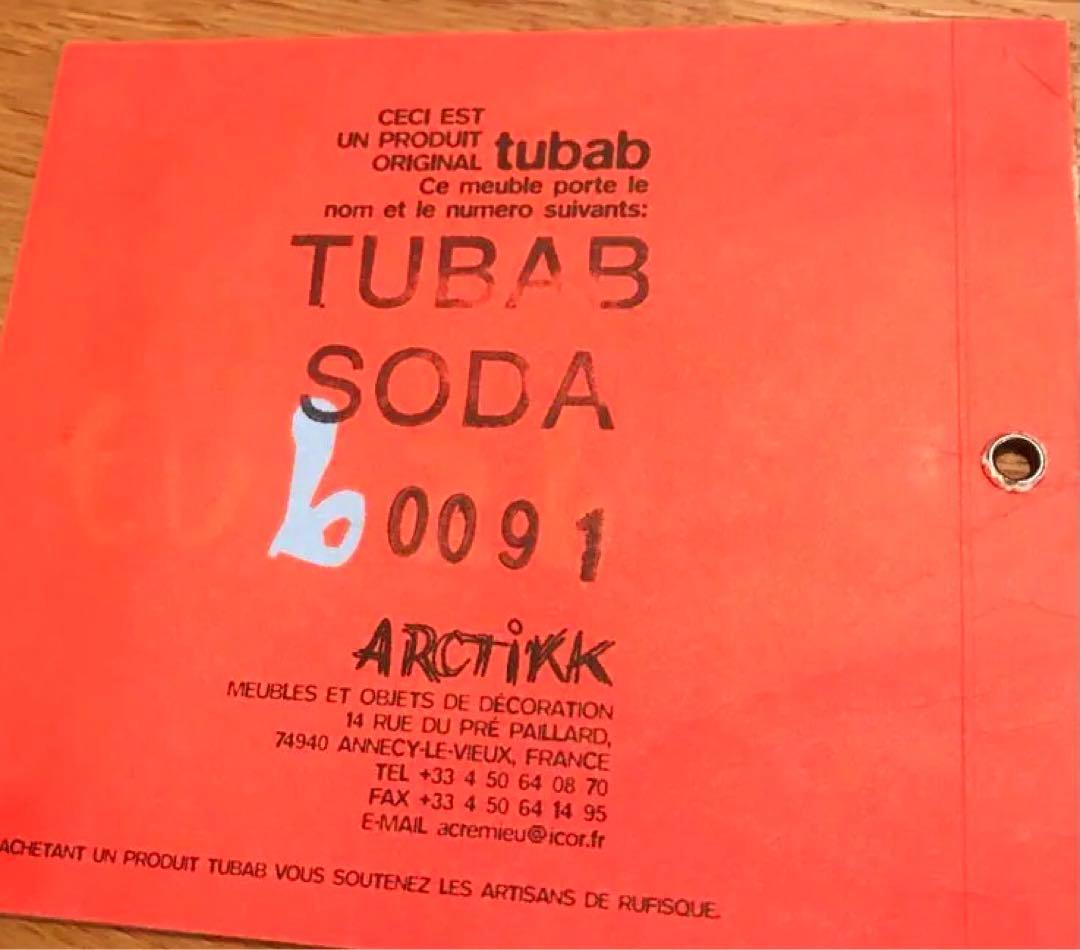 CECI EST
UN PRODUIT
ORIGINAL tubab
Ce meuble porte le
nom et le numero suivants:
TUBAB
SODA
b 0091
ARCTiKK
MEUBLES ET OBJETS DE DÉCORATION
14 RUE DU PRÉ PAILLARD,
74940 ANNECY-LE-VIEUX, FRANCE
TEL +33 4 50 64 08 70
FAX +33 4 50 64 14 95
E-MAIL acremieu@icor.fr
ACHETANT UN PRODUIT TUBAB VOUS SOUTENEZ LES ARTISANS DE RUFISQUE.